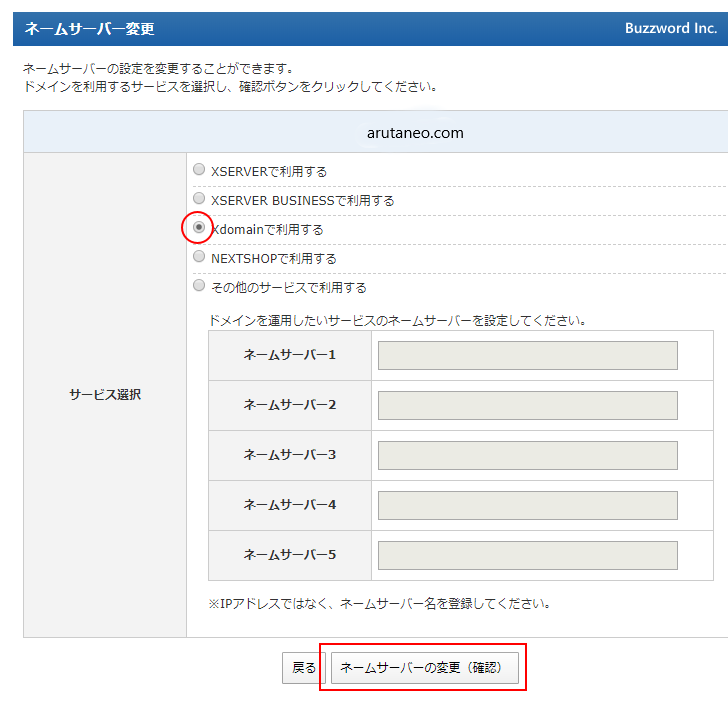 ネームサーバー変更
Buzzword Inc.
ネームサーバーの設定を変更することができます。
ドメインを利用するサービスを選択し、確認ボタンをクリックしてください。
arutaneo.com
サービス選択
XSERVERで利用する
XSERVER BUSINESSで利用する
Xdomainで利用する
NEXTSHOPで利用する
その他のサービスで利用する
ドメインを運用したいサービスのネームサーバーを設定してください。
ネームサーバー1
ネームサーバー2
ネームサーバー3
ネームサーバー4
ネームサーバー5
※IPアドレスではなく、ネームサーバー名を登録してください。
戻る
ネームサーバーの変更（確認）